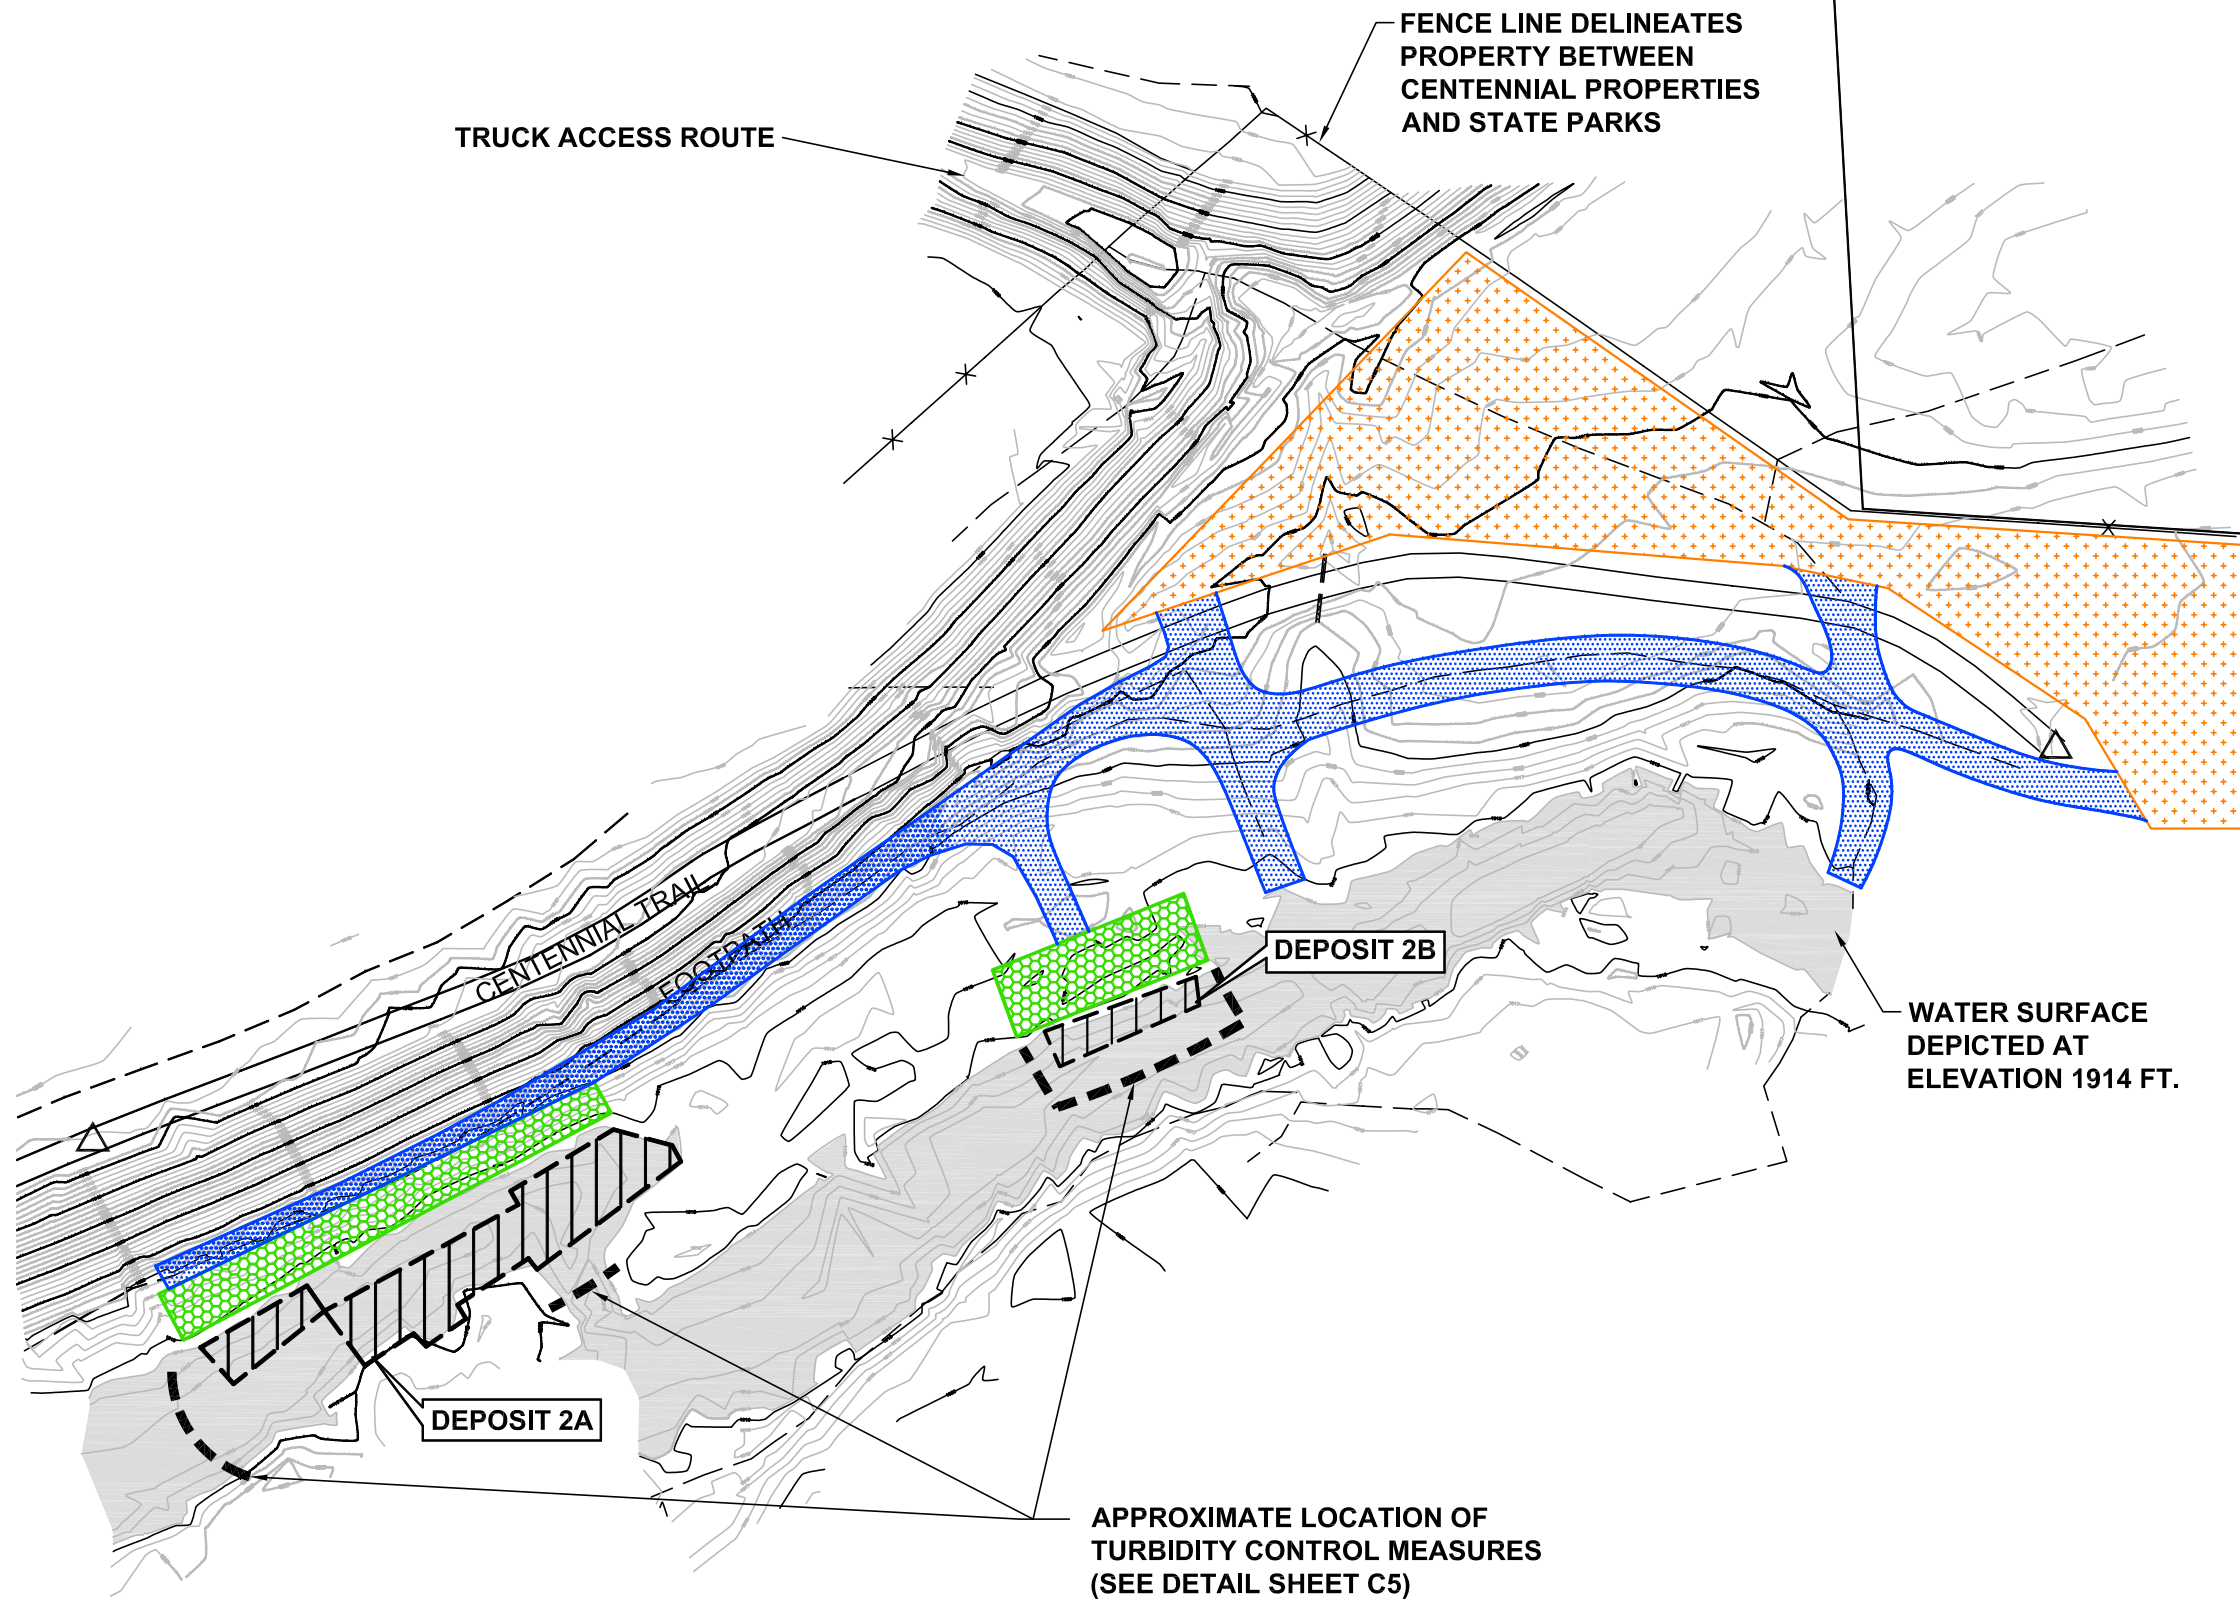 FENCE LINE DELINEATES
PROPERTY BETWEEN
CENTENNIAL PROPERTIES
AND STATE PARKS
TRUCK ACCESS ROUTE
CENTENNIAL TRAIL
FOOTPATH
DEPOSIT 2B
WATER SURFACE
DEPICTED AT
ELEVATION 1914 FT.
DEPOSIT 2A
APPROXIMATE LOCATION OF
TURBIDITY CONTROL MEASURES
(SEE DETAIL SHEET C5)